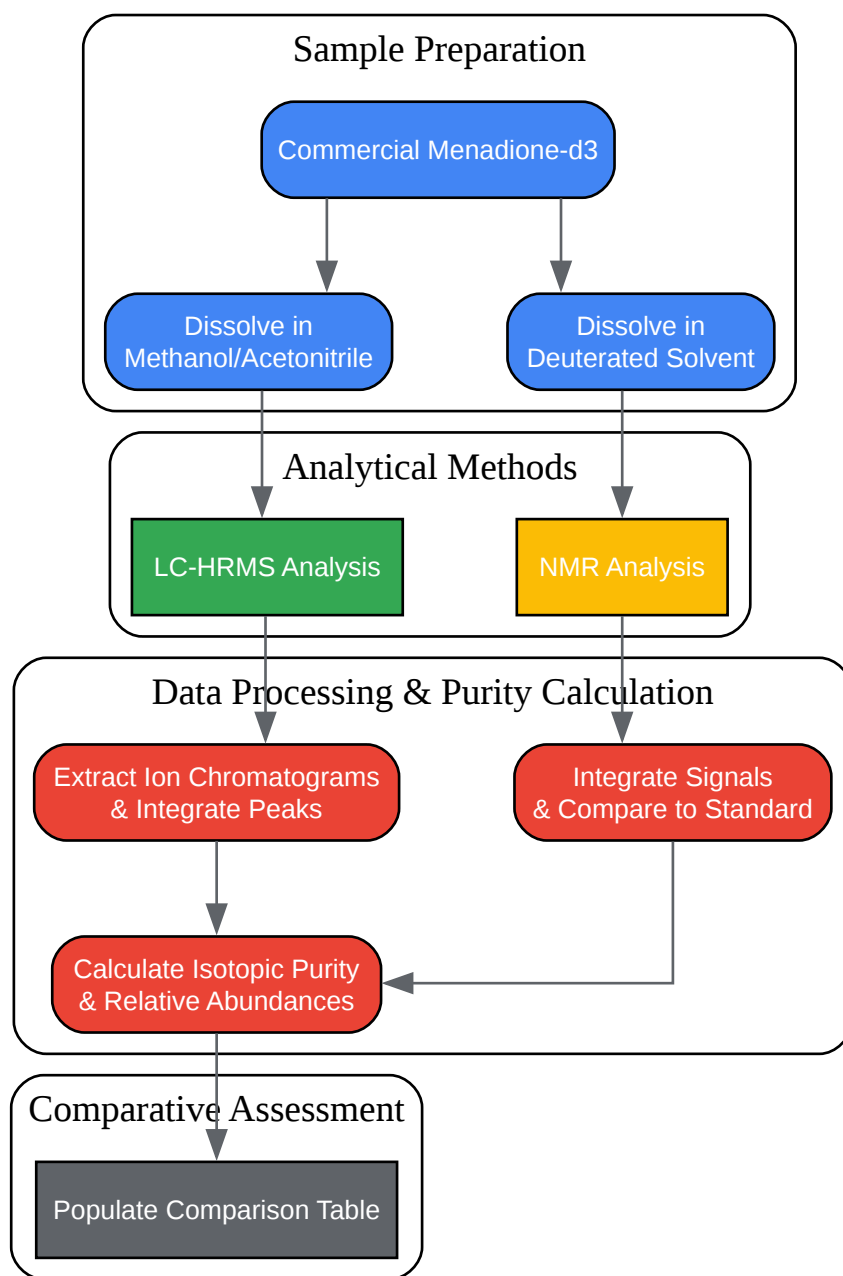 Sample Preparation
Commercial Menadione-d3
Dissolve in
Methanol/Acetonitrile
Dissolve in
Deuterated Solvent
Analytical Methods
LC-HRMS Analysis
NMR Analysis
Data Processing & Purity Calculation
Extract Ion Chromatograms
& Integrate Peaks
Integrate Signals
& Compare to Standard
Calculate Isotopic Purity
& Relative Abundances
Comparative Assessment
Populate Comparison Table